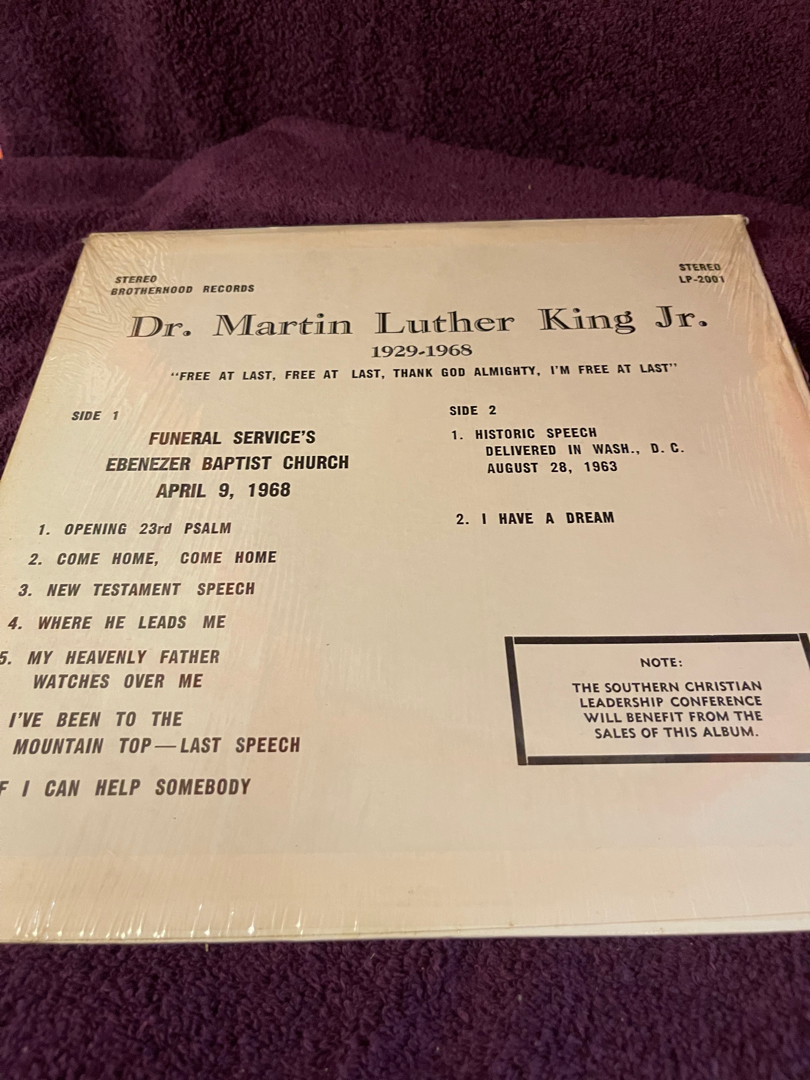 STEREO
BROTHERHOOD RECORDS
STEREO
LP-2001
Dr. Martin Luther King Jr.
1929-1968
"FREE AT LAST, FREE AT LAST, THANK GOD ALMIGHTY, I'M FREE AT LAST"
SIDE 1
FUNERAL SERVICE'S
EBENEZER BAPTIST CHURCH
APRIL 9, 1968
1. OPENING 23rd PSALM
2. COME HOME, COME HOME
3. NEW TESTAMENT SPEECH
4. WHERE HE LEADS ME
5. MY HEAVENLY FATHER
WATCHES OVER ME
I'VE BEEN TO THE
MOUNTAIN TOP—LAST SPEECH
F I CAN HELP SOMEBODY
SIDE 2
1. HISTORIC SPEECH
DELIVERED IN WASH., D.C.
AUGUST 28, 1963
2. I HAVE A DREAM
NOTE:
THE SOUTHERN CHRISTIAN
LEADERSHIP CONFERENCE
WILL BENEFIT FROM THE
SALES OF THIS ALBUM.